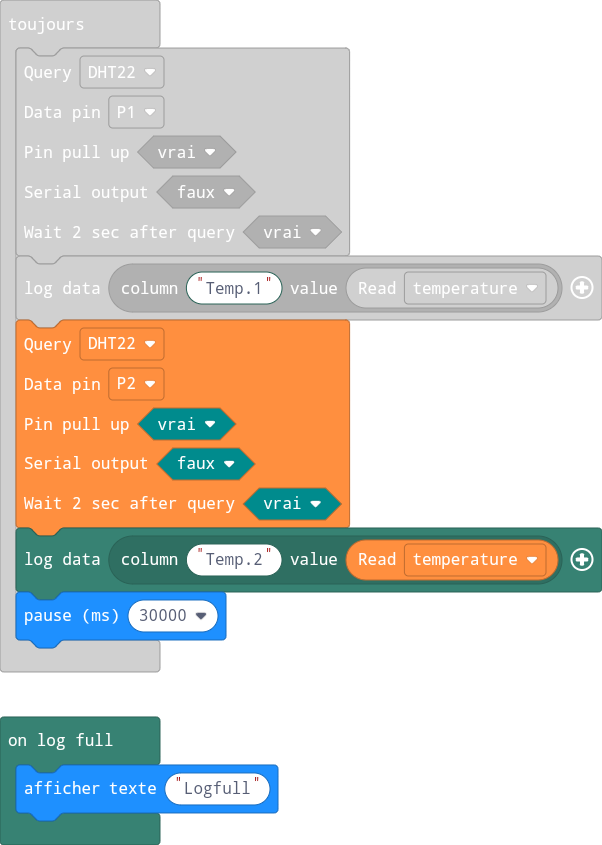 toujours
Query DHT22
Data pin P1
Pin pull up vrai
Serial output faux
Wait 2 sec after query vrai
log data column "Temp.1" value Read temperature
Query DHT22
Data pin P2
Pin pull up vrai
Serial output faux
Wait 2 sec after query vrai
log data column "Temp.2" value Read temperature
pause (ms) 30000
on log full
afficher texte "Logfull"